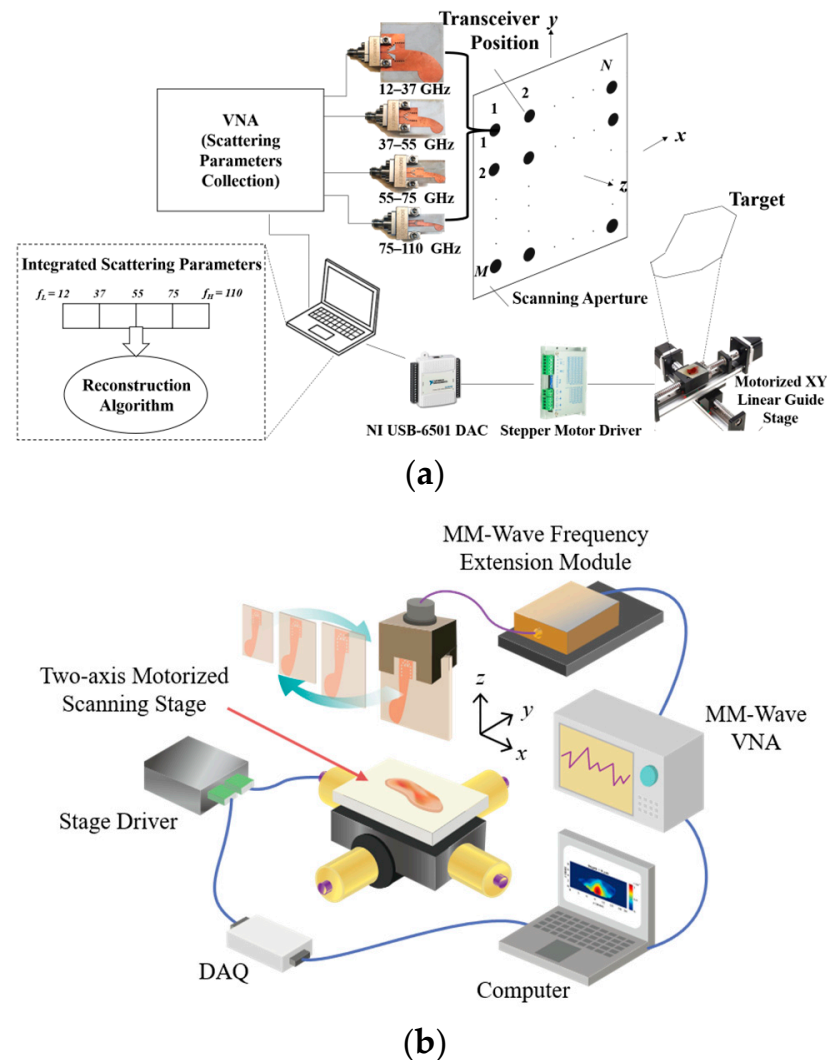 Transceiver
Position
y
N
2
1
12–37 GHz
1
x
VNA
(Scattering
Parameters
Collection)
37–55 GHz
2
z
55–75 GHz
Target
75–110 GHz
M
Integrated Scattering Parameters
Scanning Aperture
f_L = 12 37 55 75 f_H = 110
Reconstruction
Algorithm
Motorized XY
Linear Guide
Stage
NI USB-6501 DAC
Stepper Motor Driver
(a)
MM-Wave Frequency
Extension Module
Two-axis Motorized
Scanning Stage
z
y
x
MM-Wave
VNA
Stage Driver
DAQ
Computer
(b)